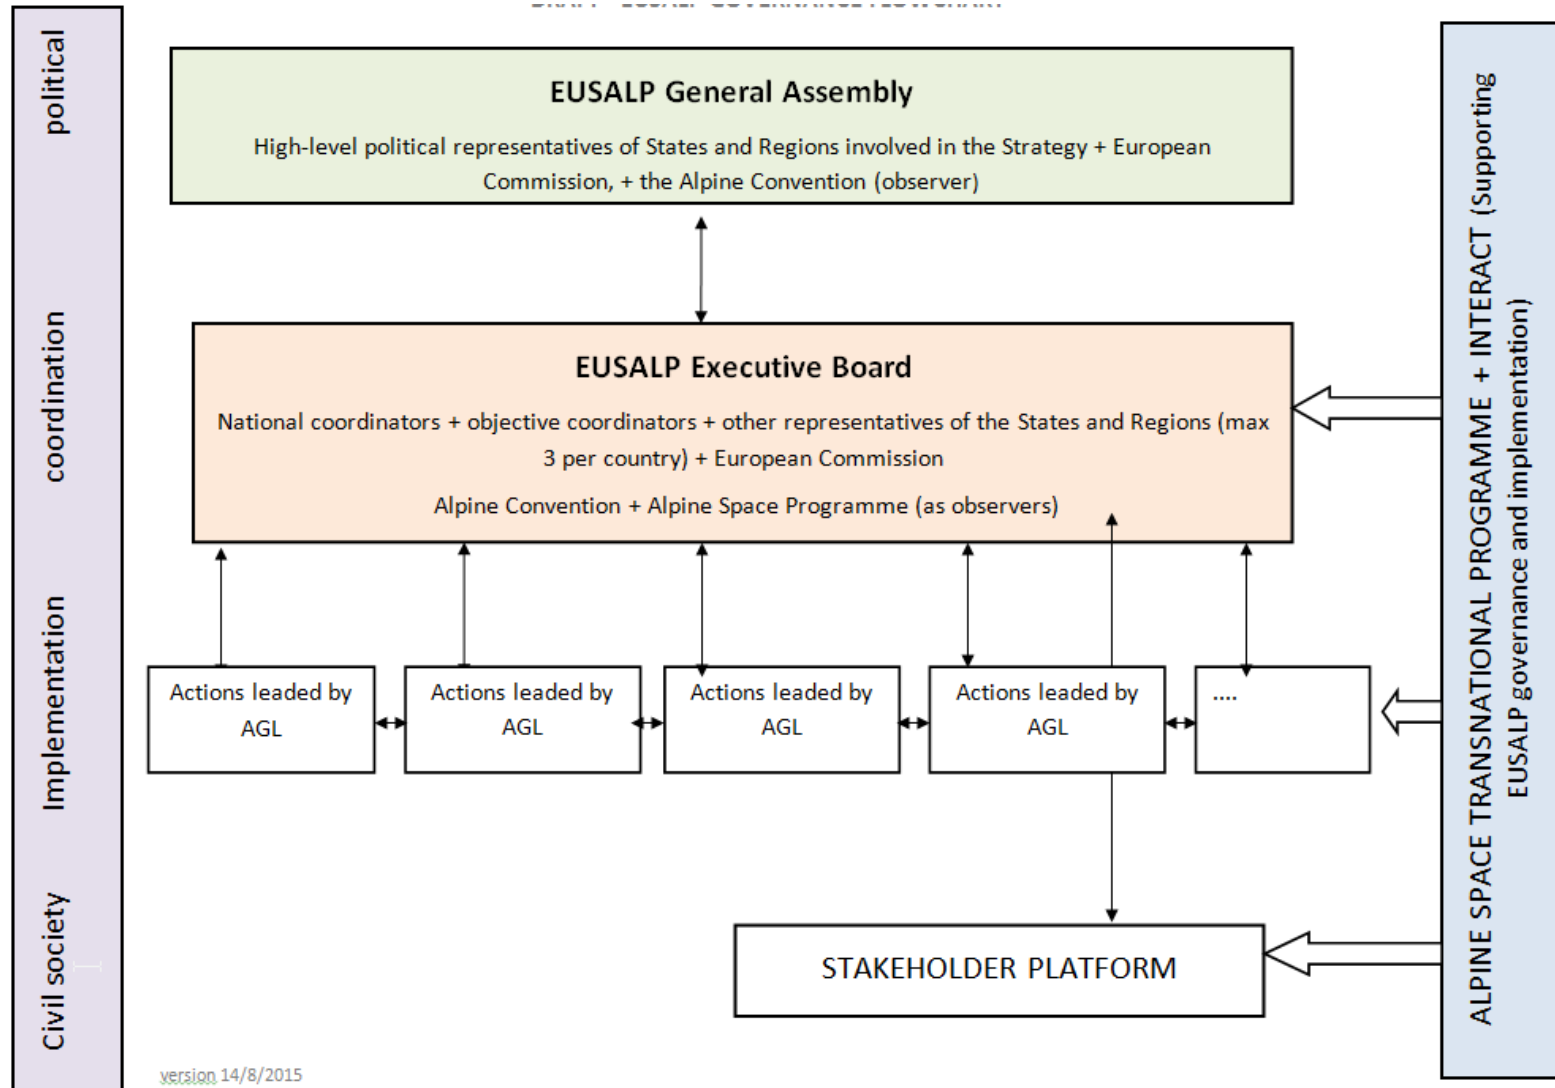 DRAFT - EUSALP GOVERNANCE FLOWCHART
political
EUSALP General Assembly
High-level political representatives of States and Regions involved in the Strategy + European
Commission, + the Alpine Convention (observer)
coordination
EUSALP Executive Board
National coordinators + objective coordinators + other representatives of the States and Regions (max
3 per country) + European Commission
Alpine Convention + Alpine Space Programme (as observers)
Implementation
Actions leaded by
AGL
Actions leaded by
AGL
Actions leaded by
AGL
Actions leaded by
AGL
....
Civil society
STAKEHOLDER PLATFORM
ALPINE SPACE TRANSNATIONAL PROGRAMME + INTERACT (Supporting
EUSALP governance and implementation)
version 14/8/2015